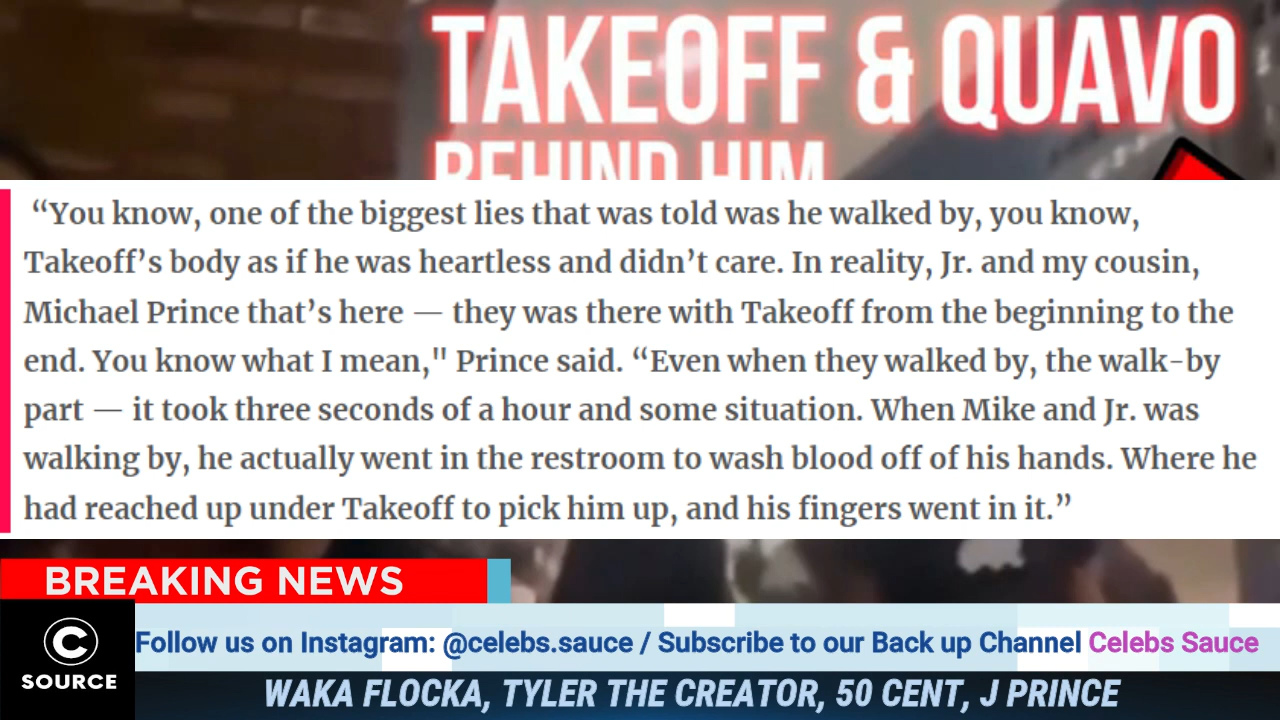 TAKEOFF & QUAVO
BEHIND HIM
“You know, one of the biggest lies that was told was he walked by, you know,
Takeoff’s body as if he was heartless and didn’t care. In reality, Jr. and my cousin,
Michael Prince that’s here — they was there with Takeoff from the beginning to the
end. You know what I mean," Prince said. “Even when they walked by, the walk-by
part — it took three seconds of a hour and some situation. When Mike and Jr. was
walking by, he actually went in the restroom to wash blood off of his hands. Where he
had reached up under Takeoff to pick him up, and his fingers went in it.”
BREAKING NEWS
C
SOURCE
Follow us on Instagram: @celebs.sauce / Subscribe to our Back up Channel Celebs Sauce
WAKA FLOCKA, TYLER THE CREATOR, 50 CENT, J PRINCE